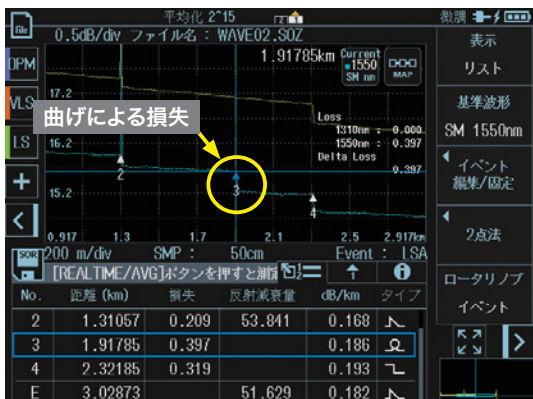 File
平均化 2^15
微調
0.5dB/div ファイル名 : WAVE02.SOZ
1.91785km
Current
1550
SM nm
MAP
表示
リスト
OPM
VLS
LS
17.2
16.2
15.2
曲げによる損失
Loss
1310nm : 0.000
1550nm : 0.397
Delta Loss
0.397
2
3
4
0.917 1.3 1.7 2.1 2.5 2.917km
基準波形
SM 1550nm
イベント
編集/固定
2点法
SOR
200 m/div SMP : 50cm Event : LSA
[REALTIME/AVG]ボタンを押すと測
ロータリノブ
イベント
No. 距離 (km) 損失 反射減衰量 dB/km タイプ
2 1.31057 0.209 53.841 0.168
3 1.91785 0.397 0.186
4 2.32185 0.319 0.193
E 3.02873 51.629 0.182